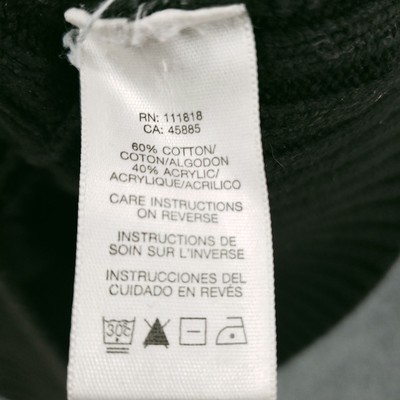 RN: 111818
CA: 45885
60% COTTON/
COTON/ALGODON
40% ACRYLIC/
ACRYLIQUE/ACRILICO
CARE INSTRUCTIONS
ON REVERSE
INSTRUCTIONS DE
SOIN SUR L'INVERSE
INSTRUCCIONES DEL
CUIDADO EN REVÉS
30C